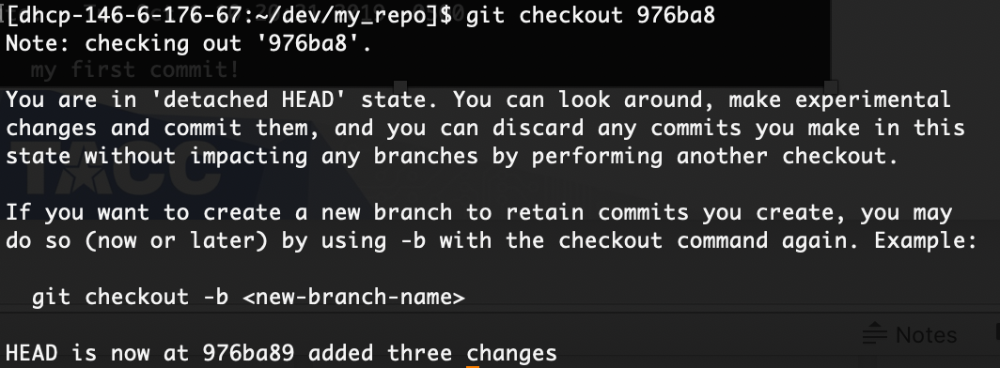 [dhcp-146-6-176-67:~/dev/my_repo]$ git checkout 976ba8
Note: checking out '976ba8'.
my first commit!
You are in 'detached HEAD' state. You can look around, make experimental
changes and commit them, and you can discard any commits you make in this
state without impacting any branches by performing another checkout.
TACC
If you want to create a new branch to retain commits you create, you may
do so (now or later) by using -b with the checkout command again. Example:
git checkout -b <new-branch-name>
Notes
HEAD is now at 976ba89 added three changes